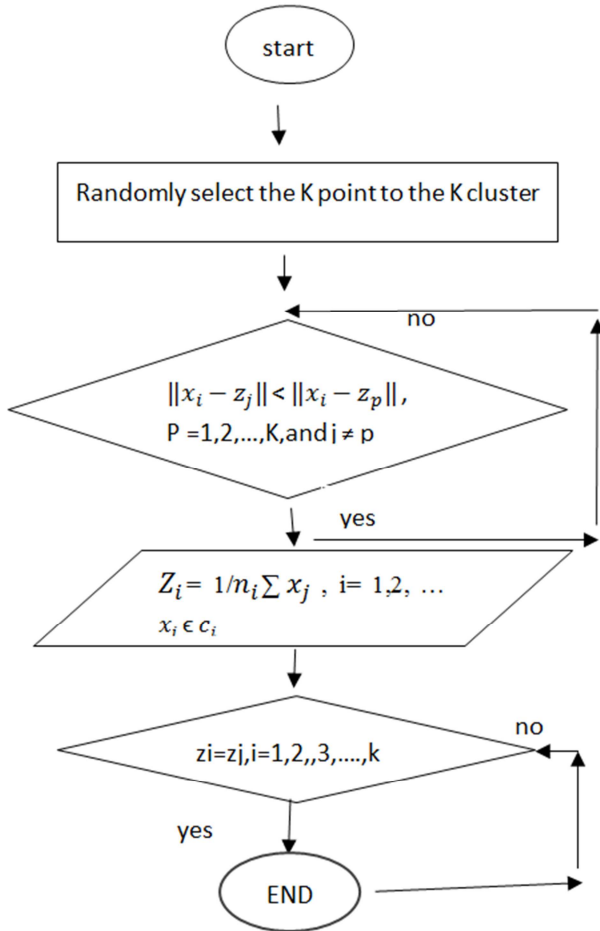 start
Randomly select the K point to the K cluster
no
‖xᵢ − zⱼ‖ < ‖xᵢ − zₚ‖ ,
P =1,2,...,K,and j ≠ p
yes
Zᵢ = 1/nᵢ ∑ xⱼ , i= 1,2, …
xᵢ ϵ cᵢ
no
zi=zj,i=1,2,,3,....,k
yes
END